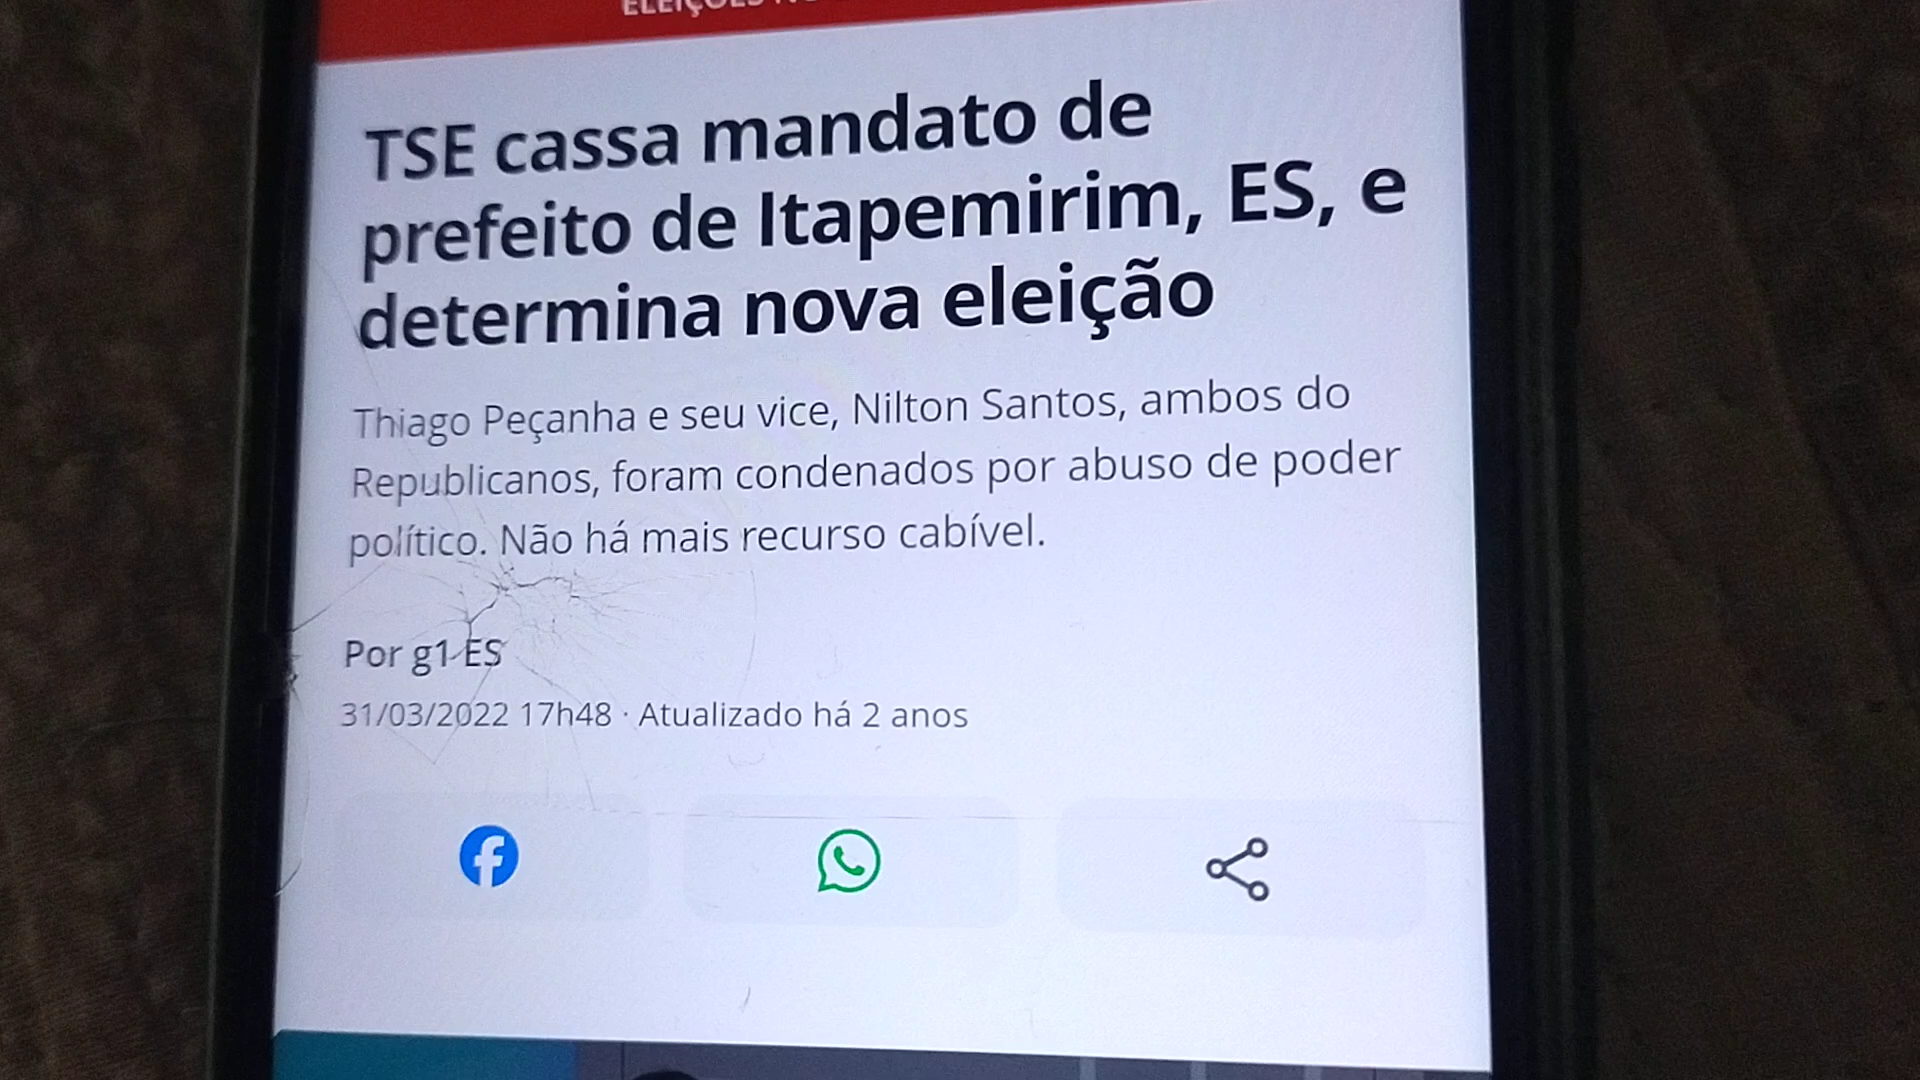 TSE cassa mandato de
prefeito de Itapemirim, ES, e
determina nova eleição
Thiago Peçanha e seu vice, Nilton Santos, ambos do
Republicanos, foram condenados por abuso de poder
político. Não há mais recurso cabível.
Por g1 ES
31/03/2022 17h48 · Atualizado há 2 anos